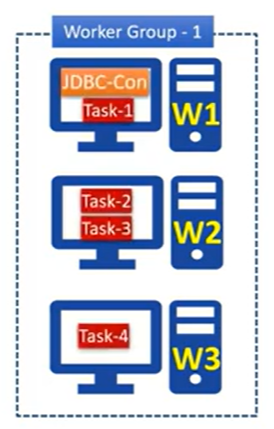 Worker Group - 1
JDBC-Con
Task-1
W1
Task-2
Task-3
W2
Task-4
W3